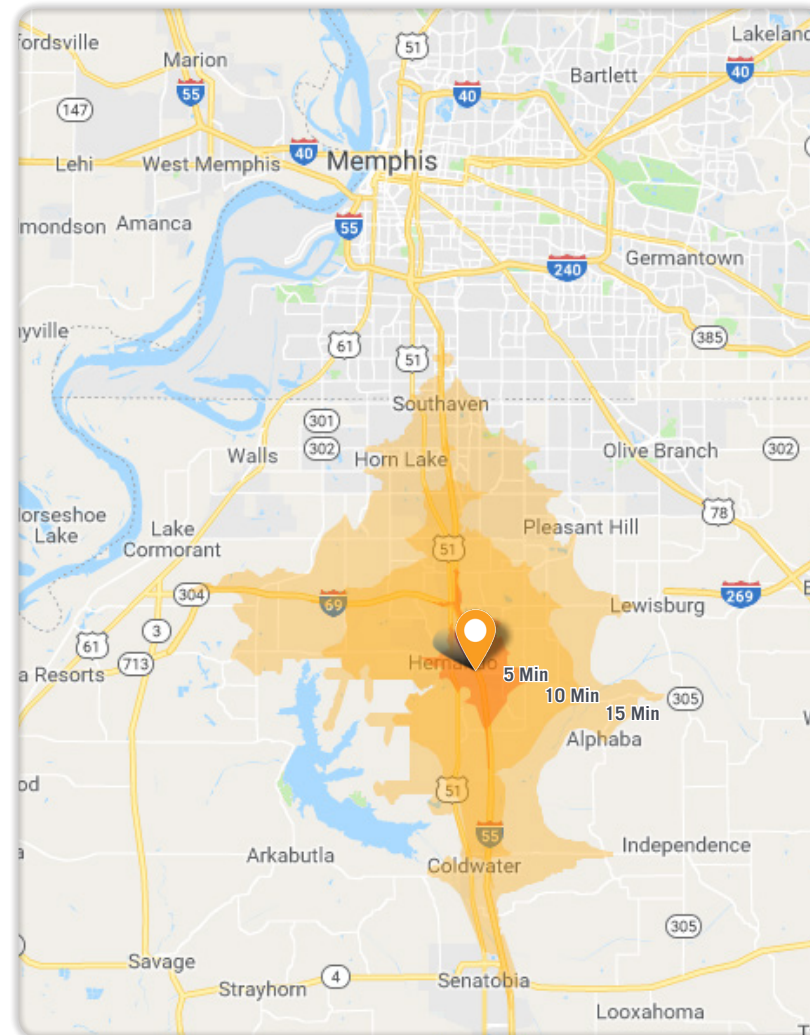 fordsville
51
Lakeland
Marion
Bartlett
55
40
40
147
40
Lehi
West Memphis
Memphis
mondson
Amanca
55
Germantown
240
yville
61
51
385
Southaven
301
302
Walls
Horn Lake
Olive Branch
302
Horseshoe
Lake
Lake
Cormorant
78
Pleasant Hill
51
304
69
269
Lewisburg
3
61
713
Hernando
a Resorts
5 Min
10 Min
15 Min
305
Alphaba
od
51
55
Arkabutla
Independence
Coldwater
305
Savage
4
Strayhorn
Senatobia
Looxahoma